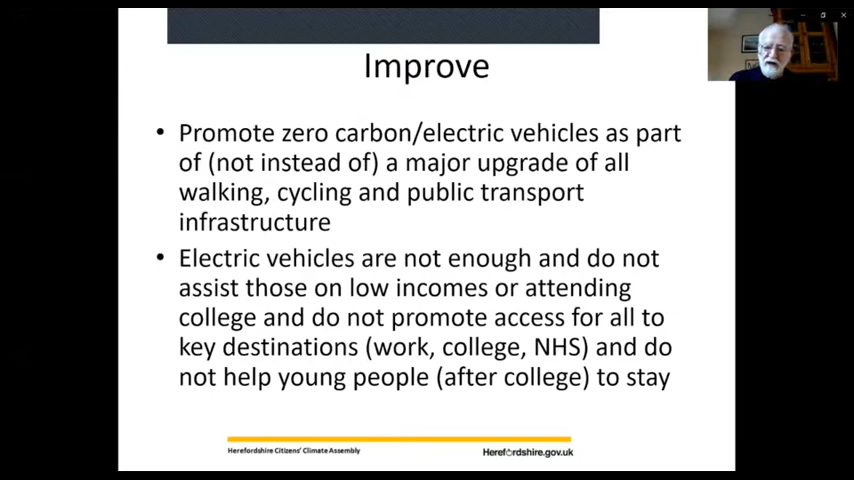 Improve
• Promote zero carbon/electric vehicles as part
of (not instead of) a major upgrade of all
walking, cycling and public transport
infrastructure
• Electric vehicles are not enough and do not
assist those on low incomes or attending
college and do not promote access for all to
key destinations (work, college, NHS) and do
not help young people (after college) to stay
Herefordshire Citizens' Climate Assembly
Herefordshire.gov.uk